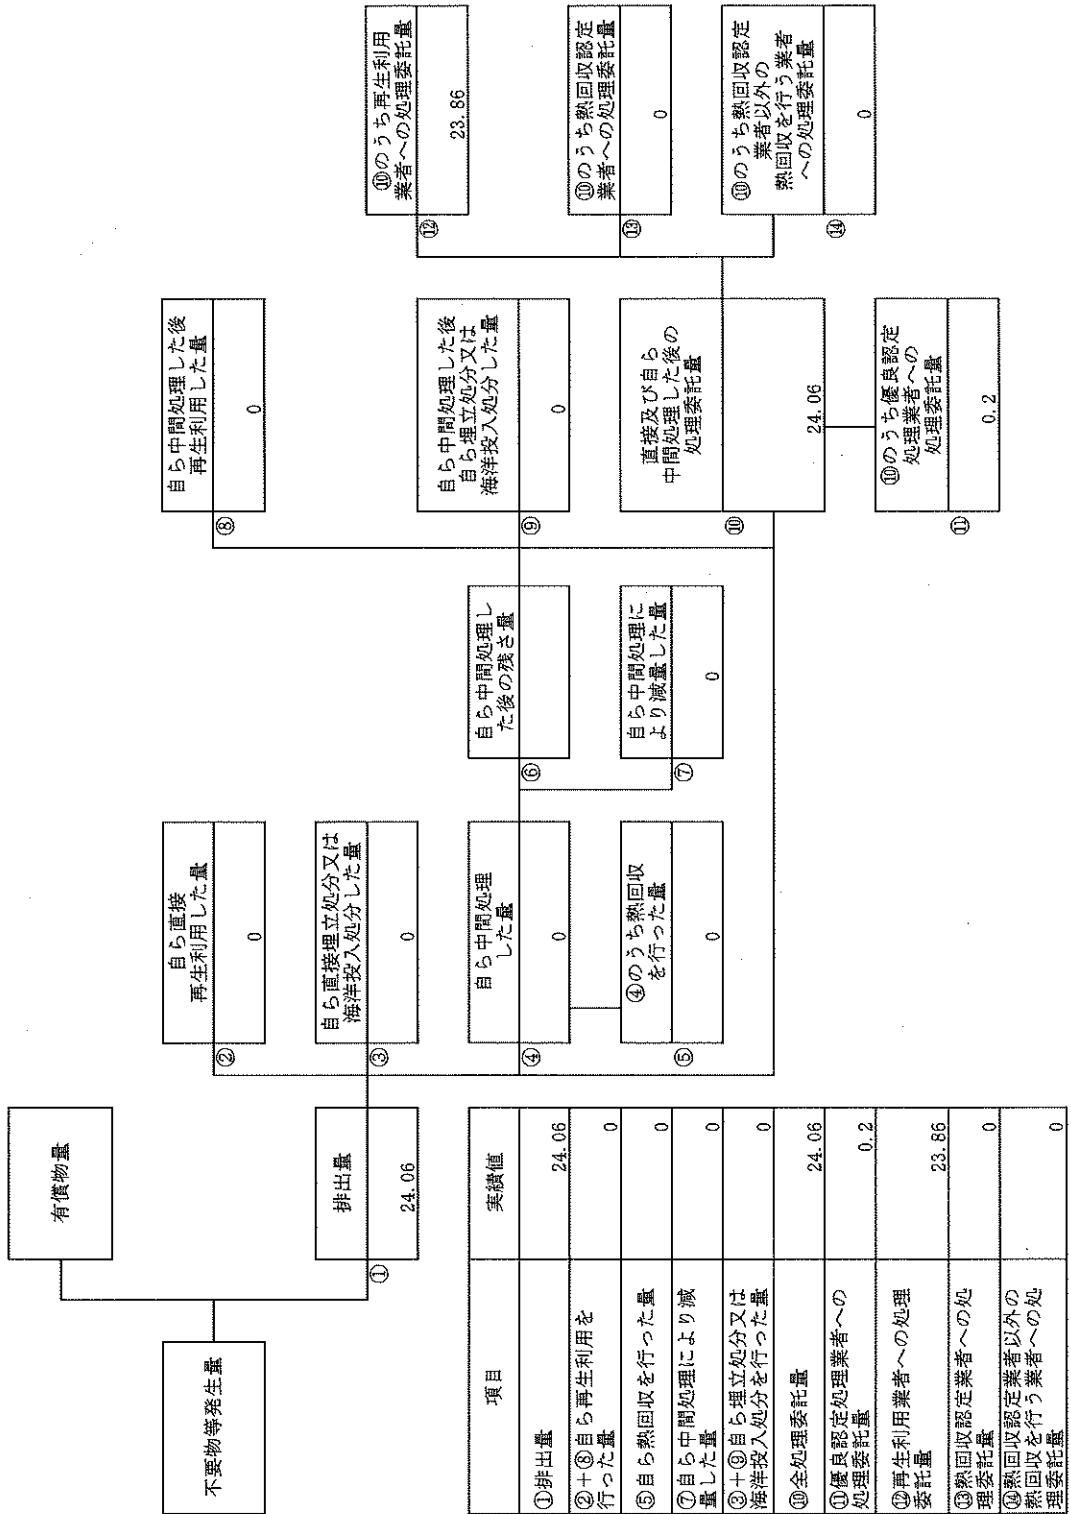 不要物等発生量
有償物量
①
排出量
24.06
②
自ら直接
再生利用した量
0
③
自ら直接埋立処分又は
海洋投入処分した量
0
④
自ら中間処理
した量
0
⑤
④のうち熱回収
を行った量
0
⑥
自ら中間処理し
た後の残さ量
⑦
自ら中間処理に
より減量した量
0
⑧
自ら中間処理した後
再生利用した量
0
⑨
自ら中間処理した後
自ら埋立処分又は
海洋投入処分した量
0
⑩
直接及び自ら
中間処理した後の
処理委託量
24.06
⑪
⑩のうち優良認定
処理業者への
処理委託量
0.2
⑫
⑩のうち再生利用
業者への処理委託量
23.86
⑬
⑩のうち熱回収認定
業者への処理委託量
0
⑭
⑩のうち熱回収認定
業者以外の
熱回収を行う業者
への処理委託量
0
項目 実績値
①排出量 24.06
②+⑧自ら再生利用を
行った量 0
⑤自ら熱回収を行った量 0
⑦自ら中間処理により減
量した量 0
③+⑨自ら埋立処分又は
海洋投入処分を行った量 0
⑩全処理委託量 24.06
⑪優良認定処理業者への
処理委託量 0.2
⑫再生利用業者への処理
委託量 23.86
⑬熱回収認定業者への処
理委託量 0
⑭熱回収認定業者以外の
熱回収を行う業者への処
理委託量 0